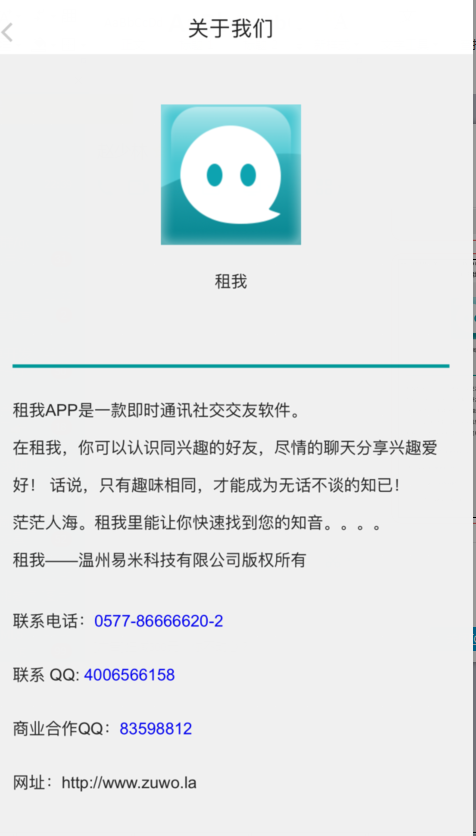 关于我们
租我
租我APP是一款即时通讯社交交友软件。
在租我，你可以认识同兴趣的好友，尽情的聊天分享兴趣爱
好！ 话说，只有趣味相同，才能成为无话不谈的知已！
茫茫人海。租我里能让你快速找到您的知音。。。。
租我——温州易米科技有限公司版权所有
联系电话：0577-86666620-2
联系 QQ: 4006566158
商业合作QQ：83598812
网址：http://www.zuwo.la